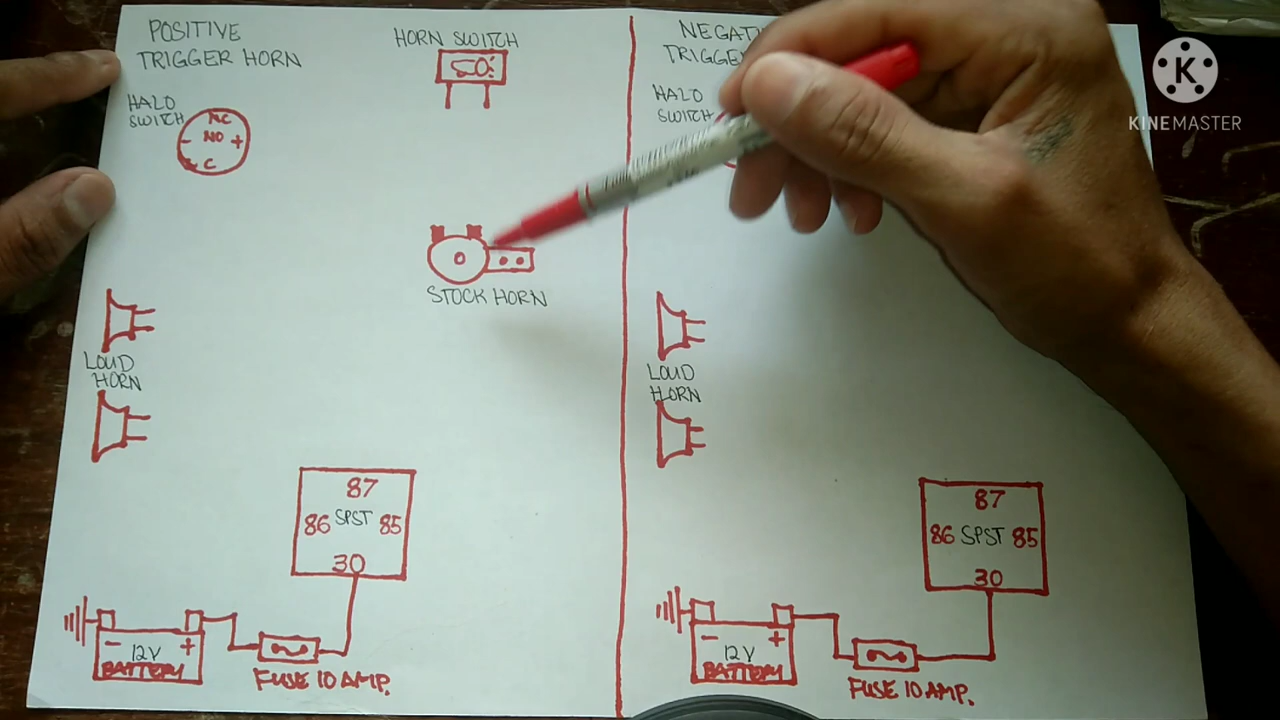 POSITIVE
TRIGGER HORN
HORN SWITCH
HALO
SWITCH
NC
- NO +
C
STOCK HORN
LOUD
HORN
87
86 SPST 85
30
- +
12V
BATTERY
FUSE 10 AMP.
HALO
SWITCH
LOUD
HORN
87
86 SPST 85
30
- +
12V
BATTERY
FUSE 10 AMP.
K
KINEMASTER